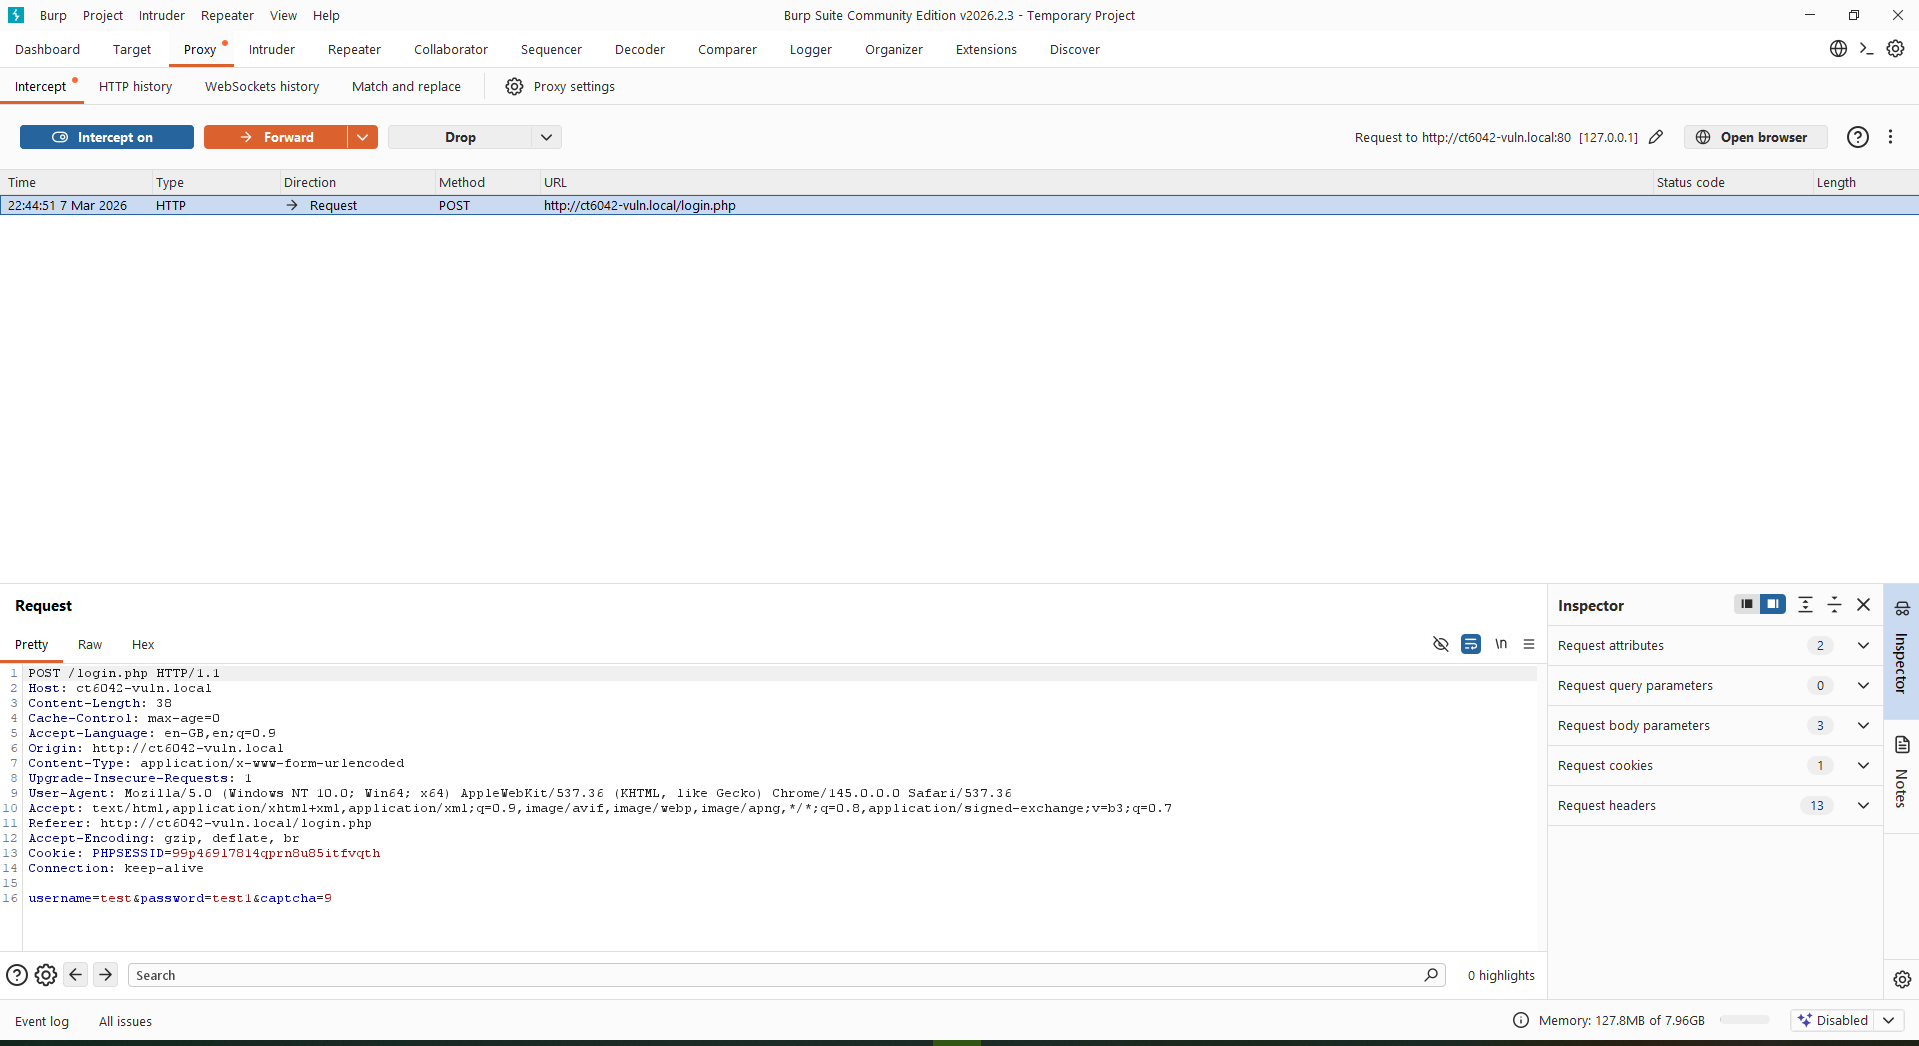 Burp Project Intruder Repeater View Help Burp Suite Community Edition v2026.2.3 - Temporary Project
Dashboard Target Proxy Intruder Repeater Collaborator Sequencer Decoder Comparer Logger Organizer Extensions Discover
Intercept HTTP history WebSockets history Match and replace Proxy settings
Intercept on Forward Drop Request to http://ct6042-vuln.local:80 [127.0.0.1] Open browser
Time Type Direction Method URL Status code Length
22:44:51 7 Mar 2026 HTTP → Request POST http://ct6042-vuln.local/login.php
Request
Pretty Raw Hex \n
1 POST /login.php HTTP/1.1
2 Host: ct6042-vuln.local
3 Content-Length: 38
4 Cache-Control: max-age=0
5 Accept-Language: en-GB,en;q=0.9
6 Origin: http://ct6042-vuln.local
7 Content-Type: application/x-www-form-urlencoded
8 Upgrade-Insecure-Requests: 1
9 User-Agent: Mozilla/5.0 (Windows NT 10.0; Win64; x64) AppleWebKit/537.36 (KHTML, like Gecko) Chrome/145.0.0.0 Safari/537.36
10 Accept: text/html,application/xhtml+xml,application/xml;q=0.9,image/avif,image/webp,image/apng,*/*;q=0.8,application/signed-exchange;v=b3;q=0.7
11 Referer: http://ct6042-vuln.local/login.php
12 Accept-Encoding: gzip, deflate, br
13 Cookie: PHPSESSID=99p46917814qprn8u85itfvqth
14 Connection: keep-alive
15
16 username=test&password=test1&captcha=9
Search 0 highlights
Inspector
Request attributes 2
Request query parameters 0
Request body parameters 3
Request cookies 1
Request headers 13
Inspector
Notes
Event log All issues Memory: 127.8MB of 7.96GB Disabled